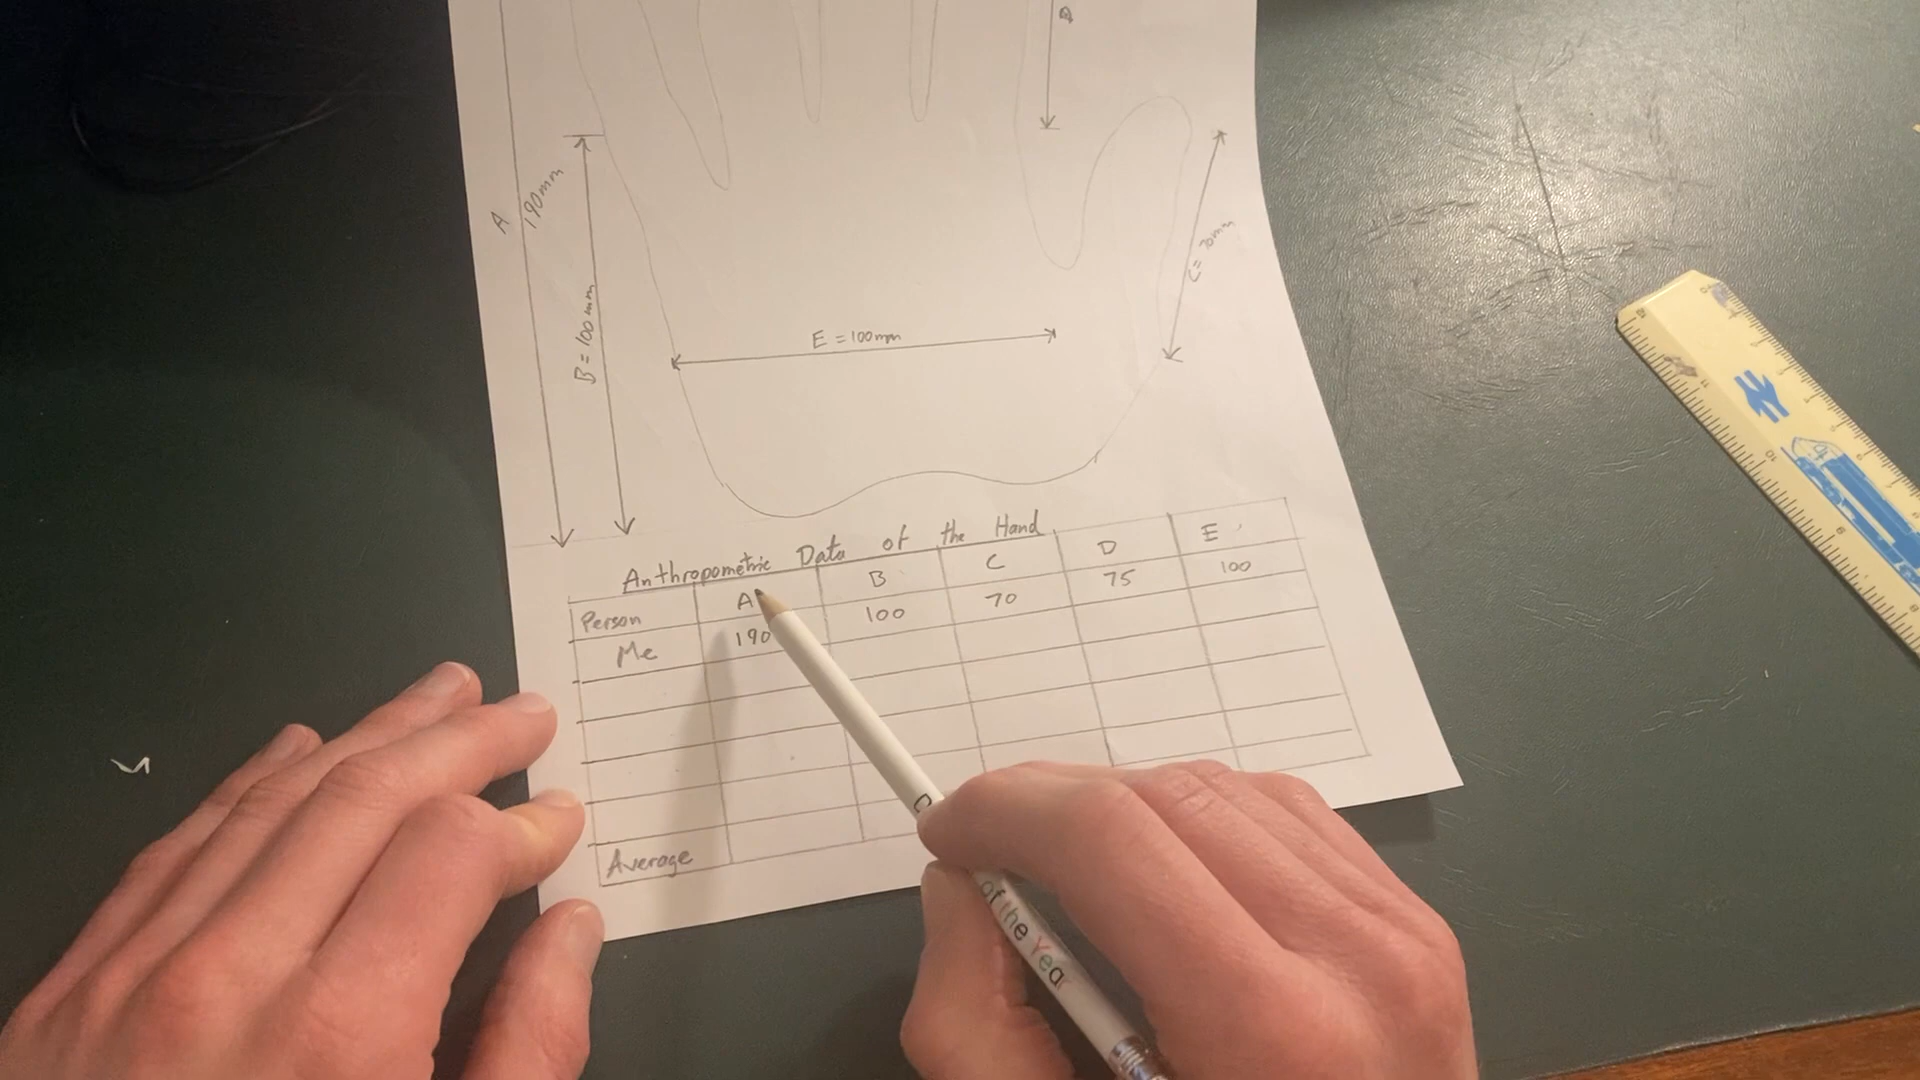 A
190mm
B = 100mm
C = 70mm
E = 100mm
Anthropometric Data of the Hand
Person A B C D E
Me 190 100 70 75 100
Average
of the Year